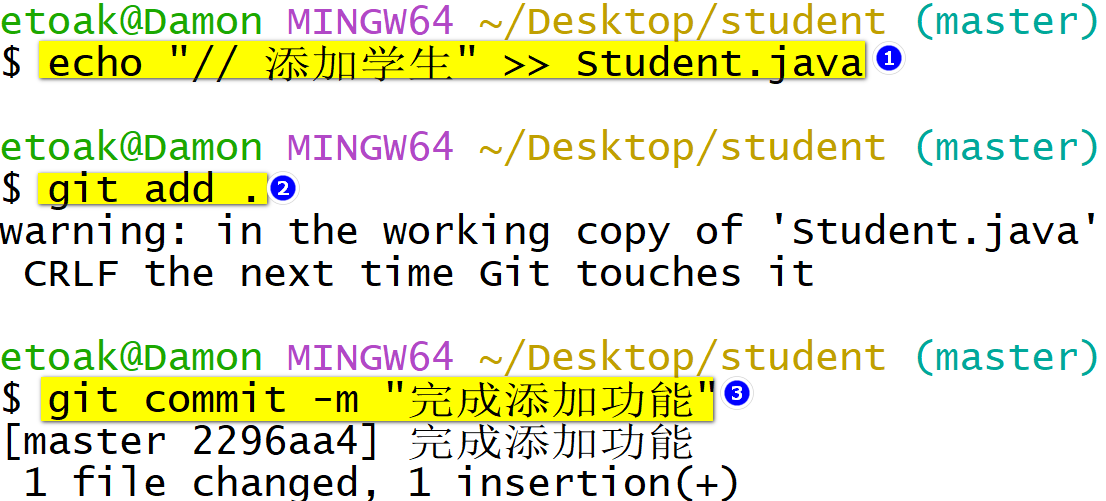 etoak@Damon MINGW64 ~/Desktop/student (master)
$ echo "// 添加学生" >> Student.java 1
etoak@Damon MINGW64 ~/Desktop/student (master)
$ git add . 2
warning: in the working copy of 'Student.java'
CRLF the next time Git touches it
etoak@Damon MINGW64 ~/Desktop/student (master)
$ git commit -m "完成添加功能" 3
[master 2296aa4] 完成添加功能
1 file changed, 1 insertion(+)